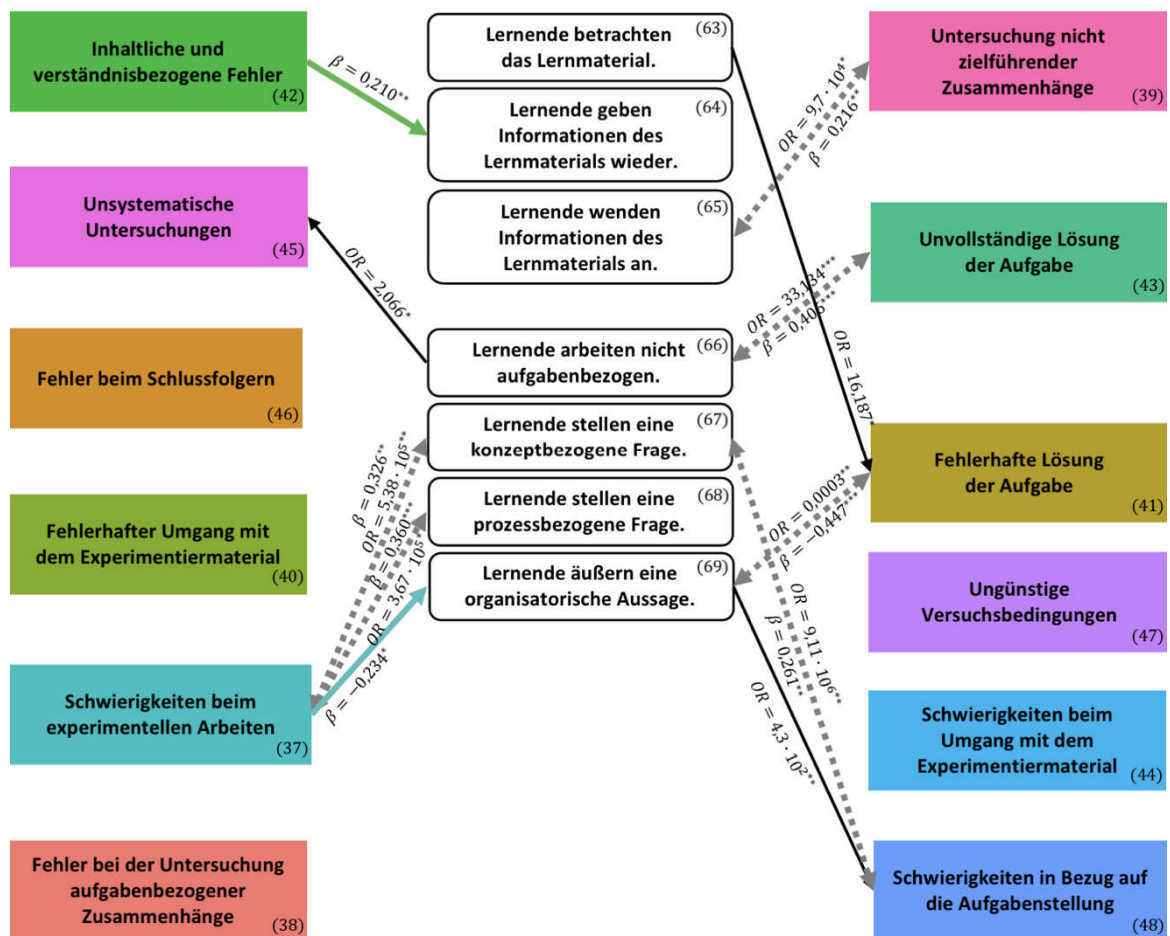 Inhaltliche und
verständnisbezogene Fehler
(42)
Unsystematische
Untersuchungen
(45)
Fehler beim Schlussfolgern
(46)
Fehlerhafter Umgang mit
dem Experimentiermaterial
(40)
Schwierigkeiten beim
experimentellen Arbeiten
(37)
Fehler bei der Untersuchung
aufgabenbezogener
Zusammenhänge
(38)
β = 0,210**
OR = 2,066*
β = 0,326**
OR = 5,38 · 10⁵**
β = 0,360***
OR = 3,67 · 10⁵**
β = −0,234*
Lernende betrachten
das Lernmaterial.
(63)
Lernende geben
Informationen des
Lernmaterials wieder.
(64)
Lernende wenden
Informationen des
Lernmaterials an.
(65)
Lernende arbeiten nicht
aufgabenbezogen.
(66)
Lernende stellen eine
konzeptbezogene Frage.
(67)
Lernende stellen eine
prozessbezogene Frage.
(68)
Lernende äußern eine
organisatorische Aussage.
(69)
OR = 9,7 · 10⁴*
β = 0,216**
OR = 33,134***
β = 0,406***
OR = 16,187*
OR = 0,0003**
β = −0,447***
OR = 9,11 · 10⁶**
β = 0,261**
OR = 4,3 · 10²**
Untersuchung nicht
zielführender
Zusammenhänge
(39)
Unvollständige Lösung
der Aufgabe
(43)
Fehlerhafte Lösung
der Aufgabe
(41)
Ungünstige
Versuchsbedingungen
(47)
Schwierigkeiten beim
Umgang mit dem
Experimentiermaterial
(44)
Schwierigkeiten in Bezug auf
die Aufgabenstellung
(48)